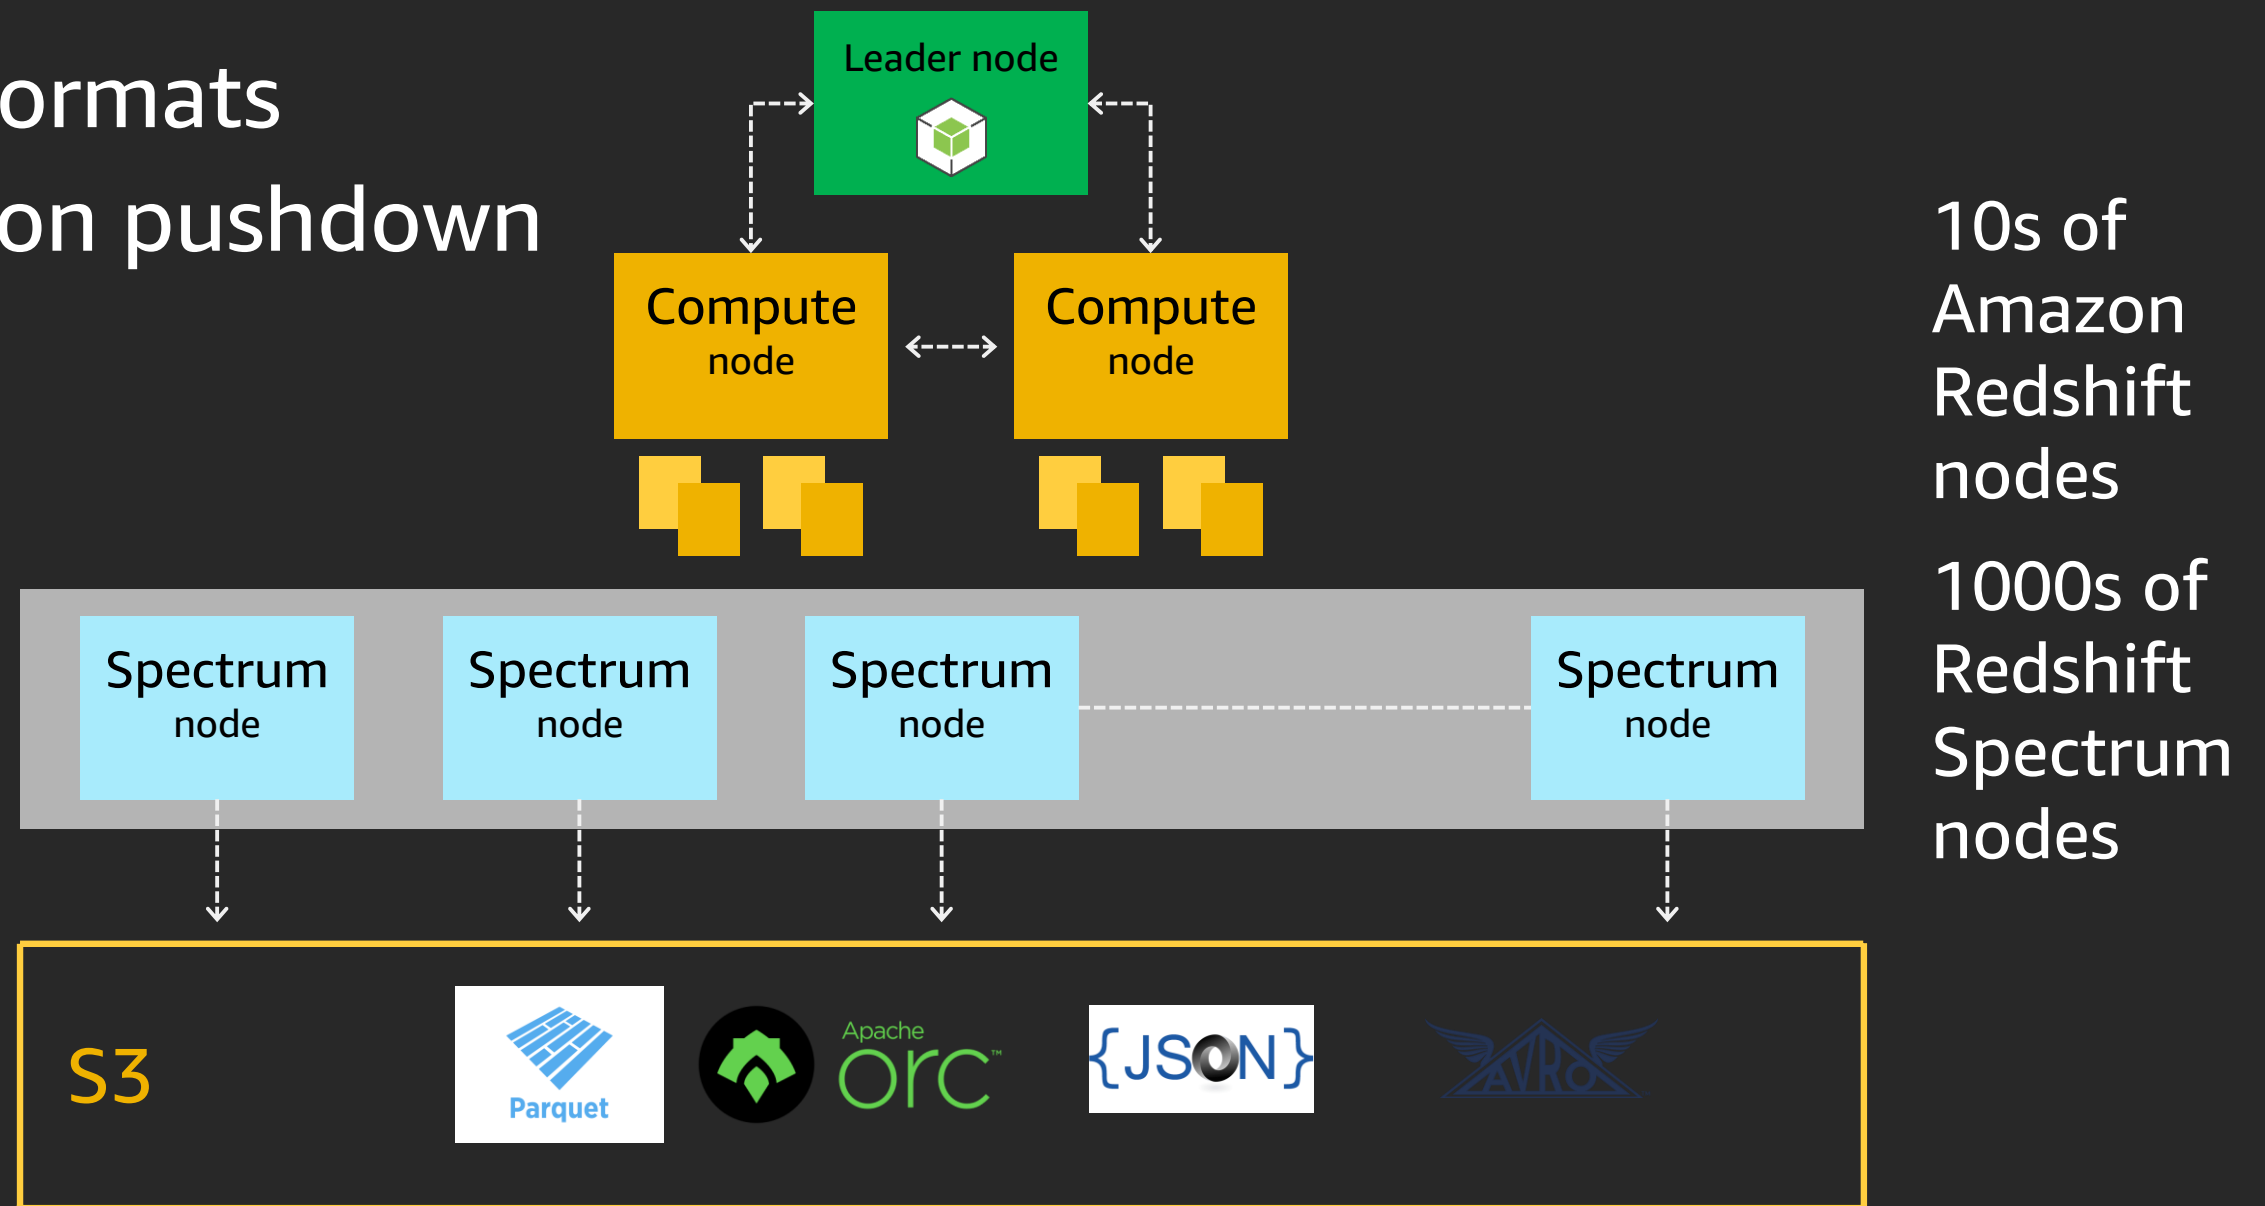 ormats
on pushdown
Leader node
Compute
node
Compute
node
10s of
Amazon
Redshift
nodes
Spectrum
node
Spectrum
node
Spectrum
node
Spectrum
node
1000s of
Redshift
Spectrum
nodes
S3
Parquet
Apache
orc™
{JSON}
AVRO